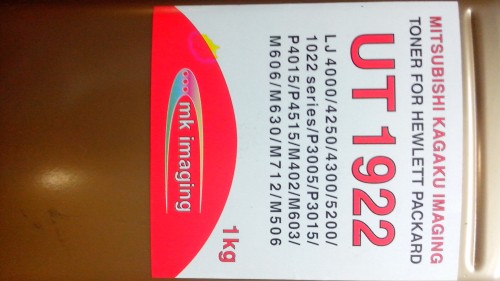 MITSUBISHI KAGAKU IMAGING
TONER FOR HEWLETT PACKARD
UT 1922
LJ 4000/4250/4300/5200/
1022 series/P3005/P3015/
P4015/P4515/M402/M603/
M606/M630/M712/M506
mk imaging
1kg